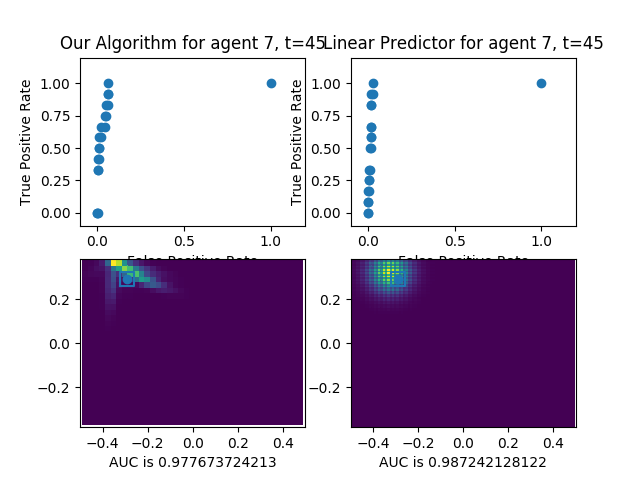 Our Algorithm for agent 7, t=45
Linear Predictor for agent 7, t=45
True Positive Rate
1.00
0.75
0.50
0.25
0.00
0.0 0.5 1.0
False Positive Rate
True Positive Rate
1.00
0.75
0.50
0.25
0.00
0.0 0.5 1.0
False Positive Rate
0.2
0.0
−0.2
−0.4 −0.2 0.0 0.2 0.4
AUC is 0.977673724213
0.2
0.0
−0.2
−0.4 −0.2 0.0 0.2 0.4
AUC is 0.987242128122